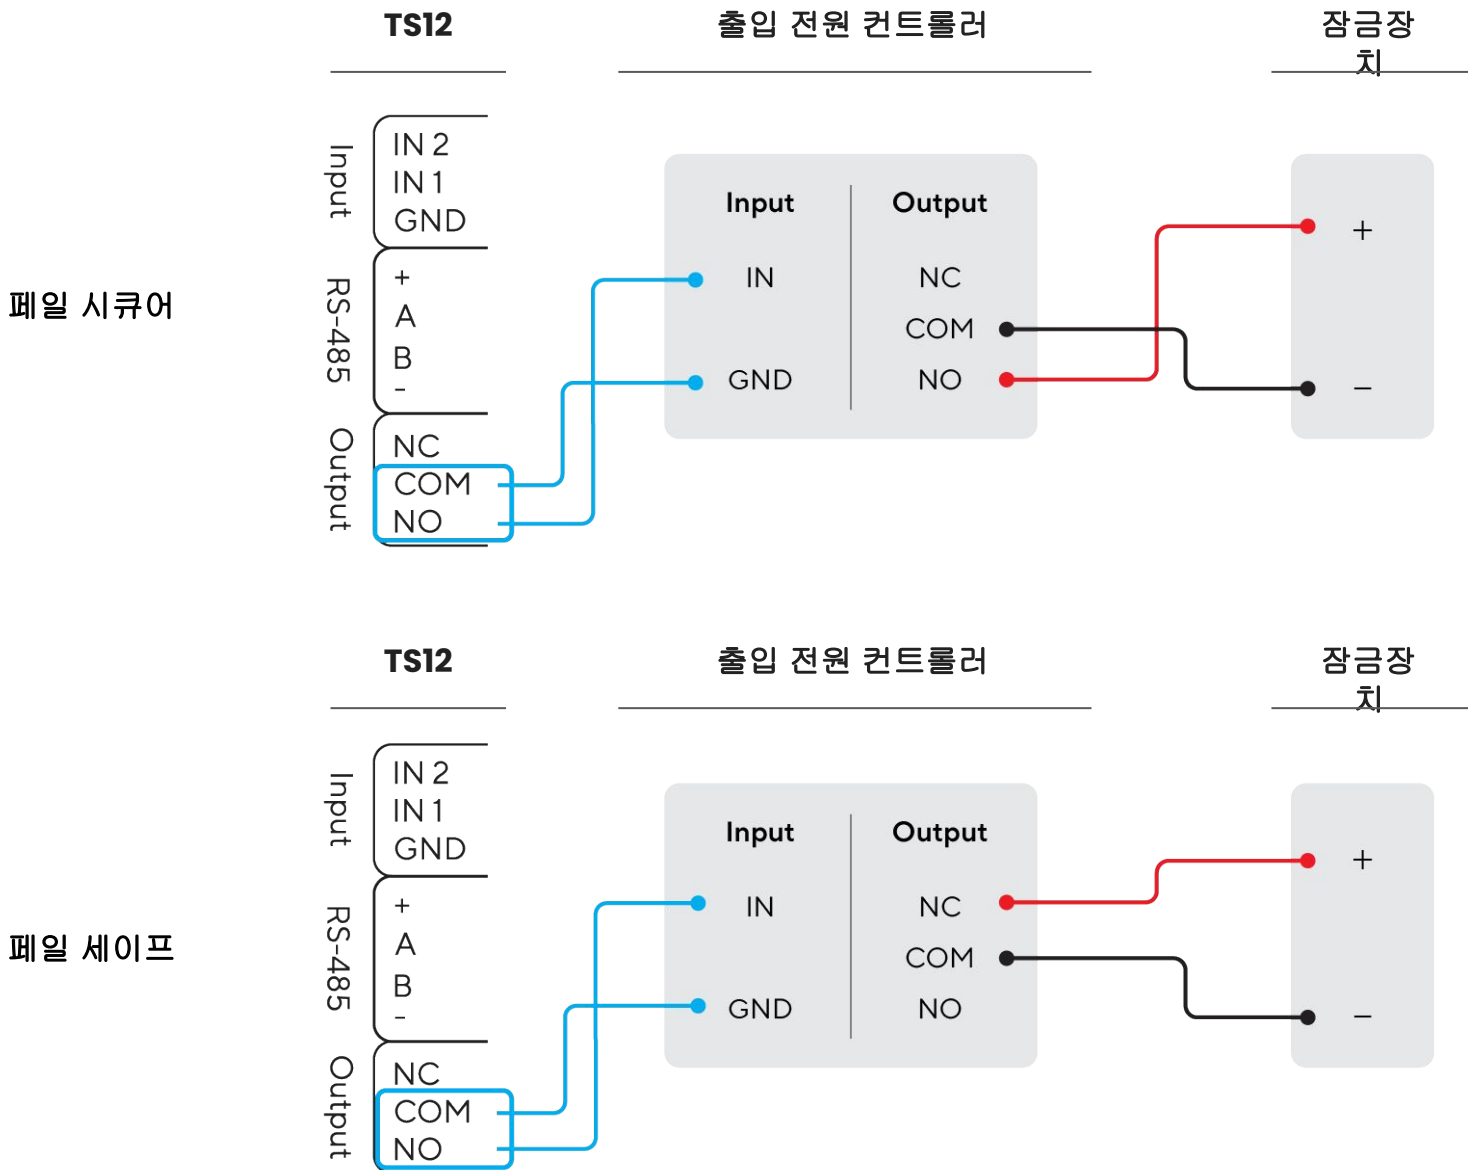 TS12
출입 전원 컨트롤러
잠금장
치
페일 시큐어
Input
IN 2
IN 1
GND
RS-485
+
A
B
-
Output
NC
COM
NO
Input
Output
IN
NC
COM
GND
NO
+
−
TS12
출입 전원 컨트롤러
잠금장
치
페일 세이프
Input
IN 2
IN 1
GND
RS-485
+
A
B
-
Output
NC
COM
NO
Input
Output
IN
NC
COM
GND
NO
+
−